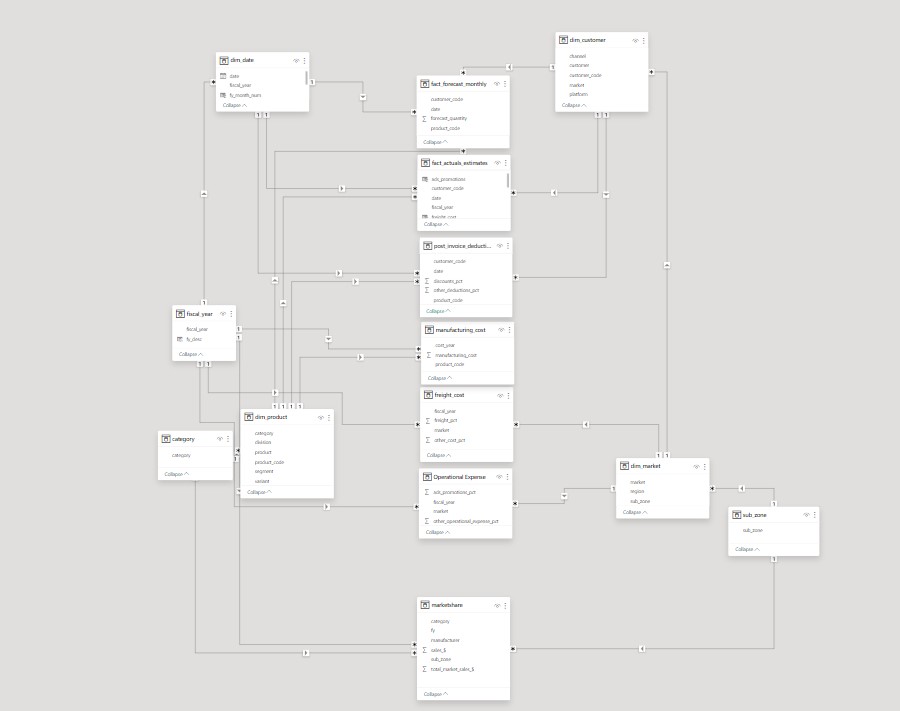 dim_customer
channel
customer
customer_code
market
platform
Collapse
dim_date
date
fiscal_year
fy_month_num
Collapse
fact_forecast_monthly
customer_code
date
forecast_quantity
product_code
Collapse
fact_actuals_estimates
ads_promotions
customer_code
date
fiscal_year
freight_cost
Collapse
post_invoice_deducti...
customer_code
date
discounts_pct
other_deductions_pct
product_code
Collapse
fiscal_year
fiscal_year
fy_desc
Collapse
manufacturing_cost
cost_year
manufacturing_cost
product_code
Collapse
freight_cost
fiscal_year
freight_pct
market
other_cost_pct
Collapse
dim_product
category
division
product
product_code
segment
variant
Collapse
category
category
Collapse
Operational Expense
ads_promotions_pct
fiscal_year
market
other_operational_expense_pct
Collapse
dim_market
market
region
sub_zone
Collapse
sub_zone
sub_zone
Collapse
marketshare
category
fy
manufacturer
sales_$
sub_zone
total_market_sales_$
Collapse